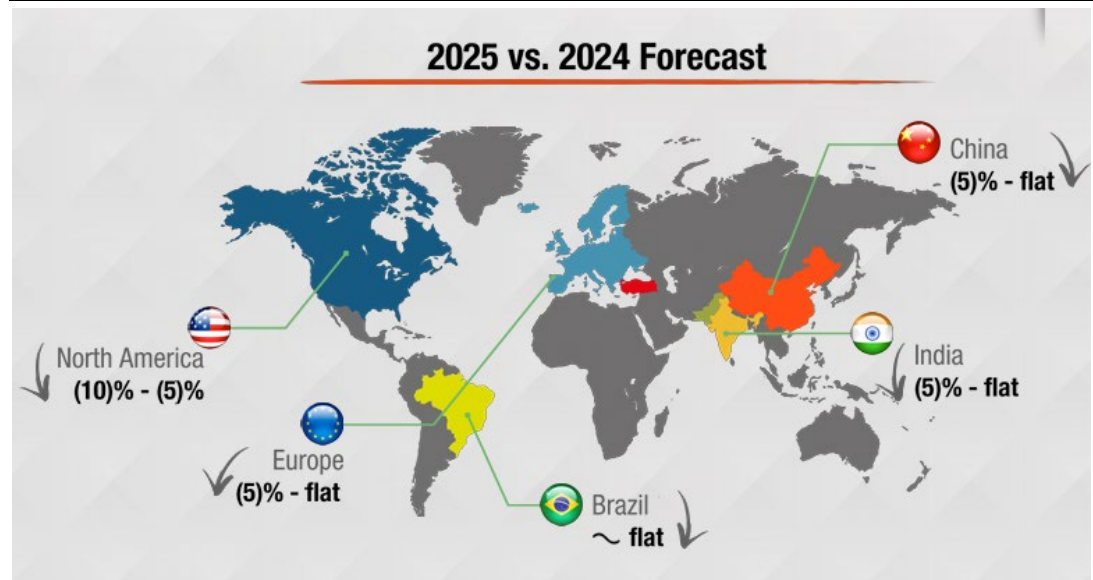 2025 vs. 2024 Forecast
China
(5)% - flat
North America
(10)% - (5)%
India
(5)% - flat
Europe
(5)% - flat
Brazil
～ flat